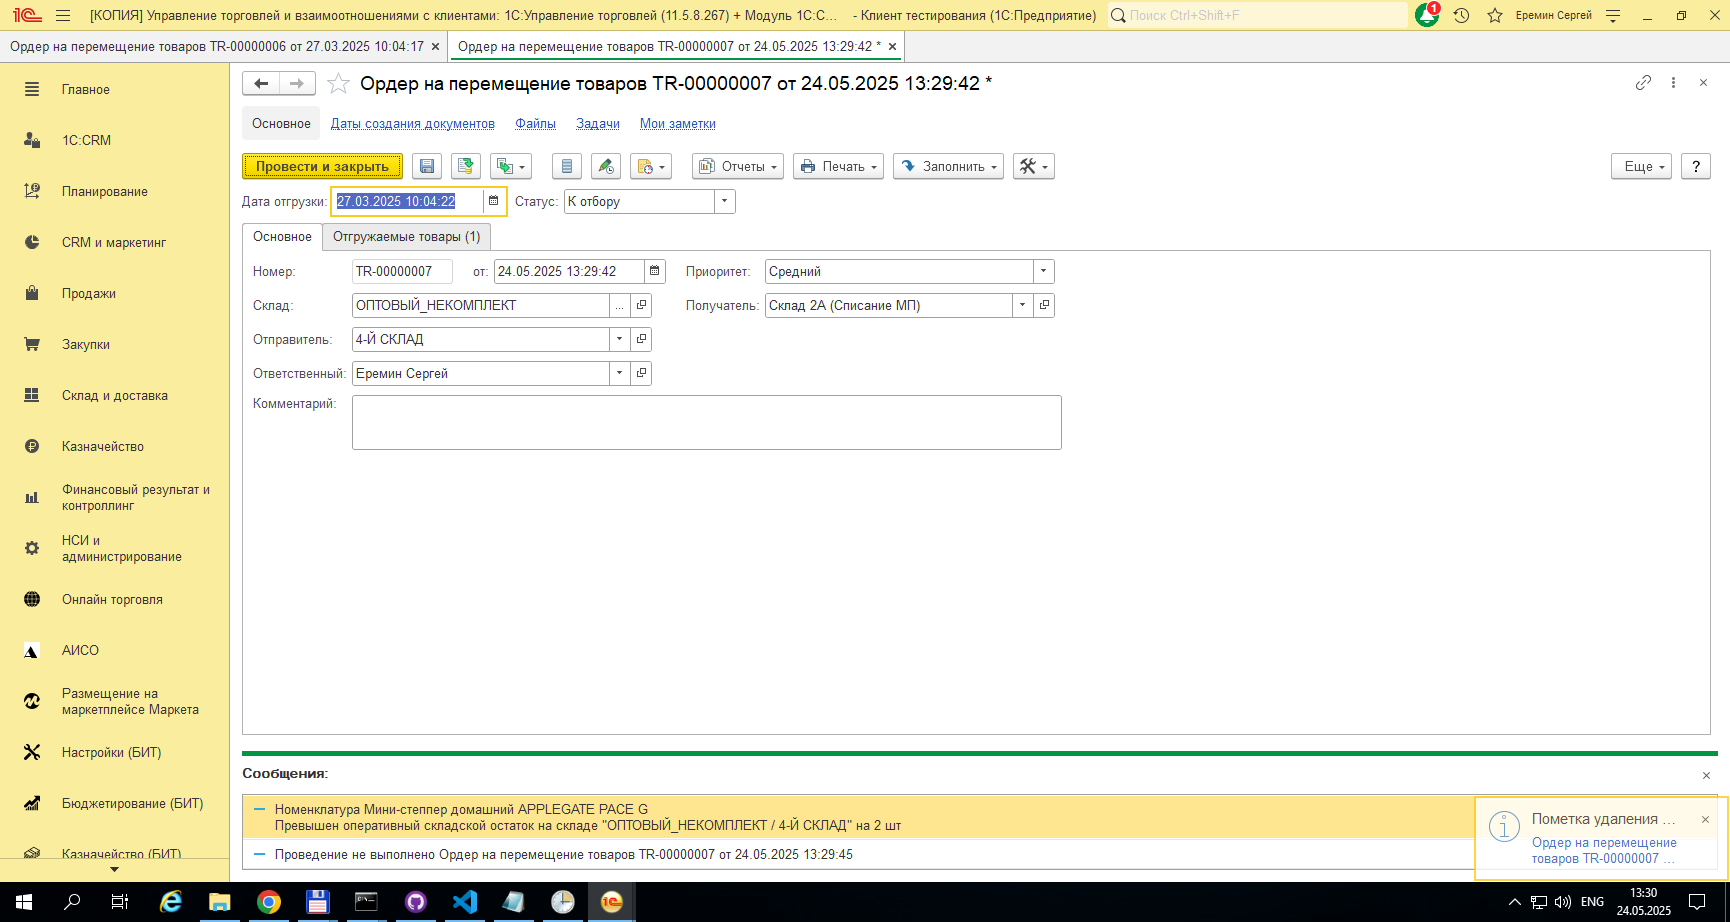 [КОПИЯ] Управление торговлей и взаимоотношениями с клиентами: 1С:Управление торговлей (11.5.8.267) + Модуль 1С:С... - Клиент тестирования (1С:Предприятие)
Поиск Ctrl+Shift+F
1
Еремин Сергей
Ордер на перемещение товаров TR-00000006 от 27.03.2025 10:04:17
Ордер на перемещение товаров TR-00000007 от 24.05.2025 13:29:42 *
Главное
1C:CRM
Планирование
CRM и маркетинг
Продажи
Закупки
Склад и доставка
Казначейство
Финансовый результат и
контроллинг
НСИ и
администрирование
Онлайн торговля
АИСО
Размещение на
маркетплейсе Маркета
Настройки (БИТ)
Бюджетирование (БИТ)
Казначейство (БИТ)
Ордер на перемещение товаров TR-00000007 от 24.05.2025 13:29:42 *
Основное Даты создания документов Файлы Задачи Мои заметки
Провести и закрыть Отчеты Печать Заполнить Еще ?
Дата отгрузки: 27.03.2025 10:04:22 Статус: К отбору
Основное Отгружаемые товары (1)
Номер: TR-00000007 от: 24.05.2025 13:29:42 Приоритет: Средний
Склад: ОПТОВЫЙ_НЕКОМПЛЕКТ ... Получатель: Склад 2А (Списание МП)
Отправитель: 4-Й СКЛАД
Ответственный: Еремин Сергей
Комментарий:
Сообщения:
Номенклатура Мини-степпер домашний APPLEGATE PACE G
Превышен оперативный складской остаток на складе "ОПТОВЫЙ_НЕКОМПЛЕКТ / 4-Й СКЛАД" на 2 шт
Проведение не выполнено Ордер на перемещение товаров TR-00000007 от 24.05.2025 13:29:45
Пометка удаления ...
Ордер на перемещение
товаров TR-00000007 ...
ENG
13:30
24.05.2025